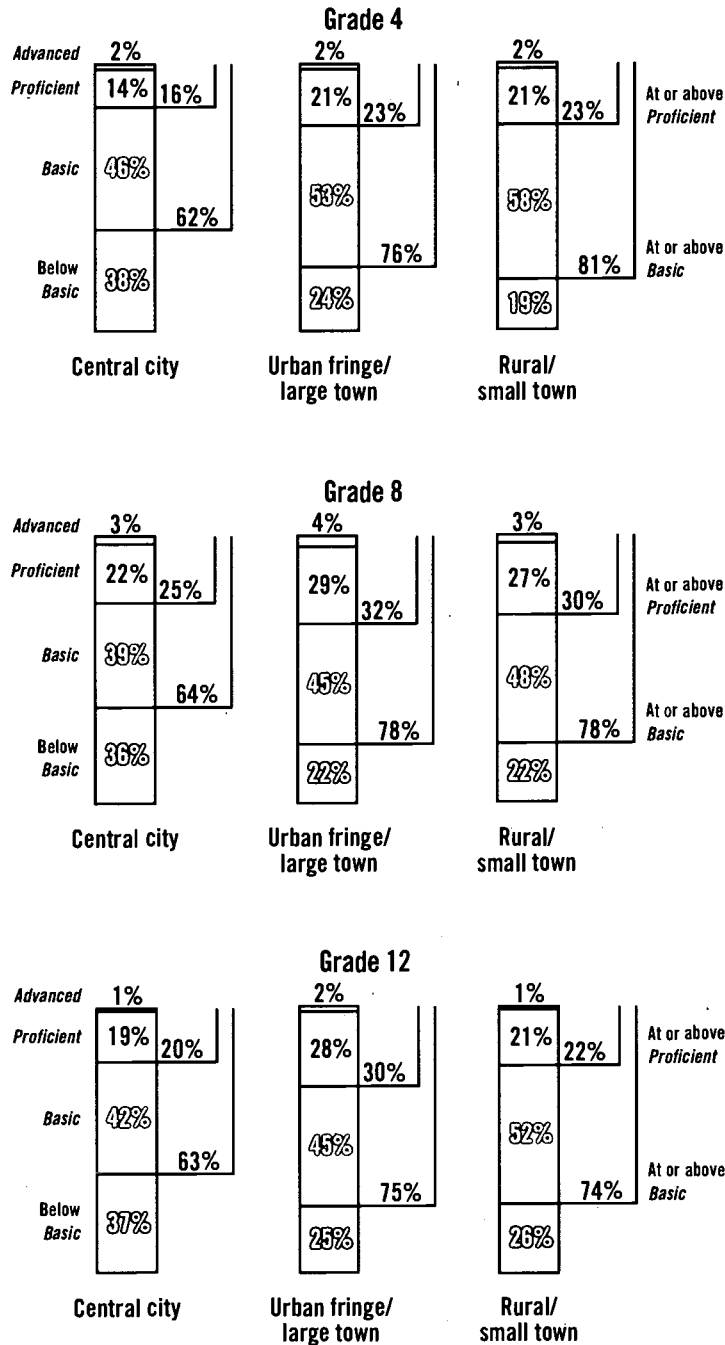 Grade 4
Advanced 2% 2% 2%
Proficient 14% 16% 21% 23% 21% 23% At or above
Proficient
Basic 46% 53% 58%
62% 76% 81% At or above
Basic
Below
Basic 38% 24% 19%
Central city Urban fringe/ Rural/
large town small town
Grade 8
Advanced 3% 4% 3%
Proficient 22% 25% 29% 32% 27% 30% At or above
Proficient
Basic 39% 45% 48%
64% 78% 78% At or above
Basic
Below
Basic 36% 22% 22%
Central city Urban fringe/ Rural/
large town small town
Grade 12
Advanced 1% 2% 1%
Proficient 19% 20% 28% 30% 21% 22% At or above
Proficient
Basic 42% 45% 52%
63% 75% 74% At or above
Basic
Below
Basic 37% 25% 26%
Central city Urban fringe/ Rural/
large town small town